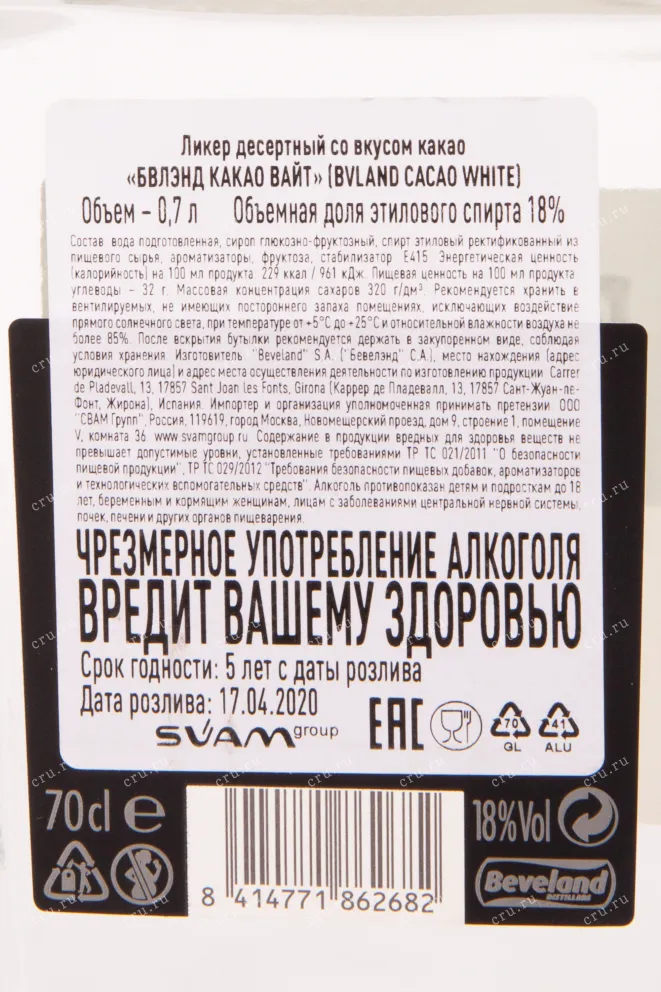 Ликер десертный со вкусом какао
«БВЛЭНД КАКАО ВАЙТ» (BVLAND CACAO WHITE)
Объем – 0,7 л Объемная доля этилового спирта 18%
Состав: вода подготовленная, сироп глюкозно-фруктозный, спирт этиловый ректификованный из
пищевого сырья, ароматизаторы, фруктоза, стабилизатор Е415. Энергетическая ценность
(калорийность) на 100 мл продукта: 229 ккал / 961 кДж. Пищевая ценность на 100 мл продукта:
углеводы – 32 г. Массовая концентрация сахаров 320 г/дм³. Рекомендуется хранить в
вентилируемых, не имеющих постороннего запаха помещениях, исключающих воздействие
прямого солнечного света, при температуре от +5°С до +25°С и относительной влажности воздуха не
более 85%. После вскрытия бутылки рекомендуется держать в закупоренном виде, соблюдая
условия хранения. Изготовитель: "Beveland" S.A. ("Бевелэнд" С.А.), место нахождения (адрес
юридического лица) и адрес места осуществления деятельности по изготовлению продукции: Carrer
de Pladevall, 13, 17857 Sant Joan les Fonts, Girona (Каррер де Пладевалл, 13, 17857 Сант-Жуан-ле-
Фонт, Жирона), Испания. Импортер и организация уполномоченная принимать претензии: ООО
"СВАМ Групп", Россия, 119619, город Москва, Новомещерский проезд, дом 9, строение 1, помещение
V, комната 36. www.svamgroup.ru Содержание в продукции вредных для здоровья веществ не
превышает допустимые уровни, установленные требованиями ТР ТС 021/2011 "О безопасности
пищевой продукции", ТР ТС 029/2012 "Требования безопасности пищевых добавок, ароматизаторов
и технологических вспомогательных средств". Алкоголь противопоказан детям и подросткам до 18
лет, беременным и кормящим женщинам, лицам с заболеваниями центральной нервной системы,
почек, печени и других органов пищеварения.
ЧРЕЗМЕРНОЕ УПОТРЕБЛЕНИЕ АЛКОГОЛЯ
ВРЕДИТ ВАШЕМУ ЗДОРОВЬЮ
Срок годности: 5 лет с даты розлива
Дата розлива: 17.04.2020
SVAM group EAC 70 GL 41 ALU
70 cl e 18%Vol
8 414771 862682
Beveland
DISTILLERS
cru.ru